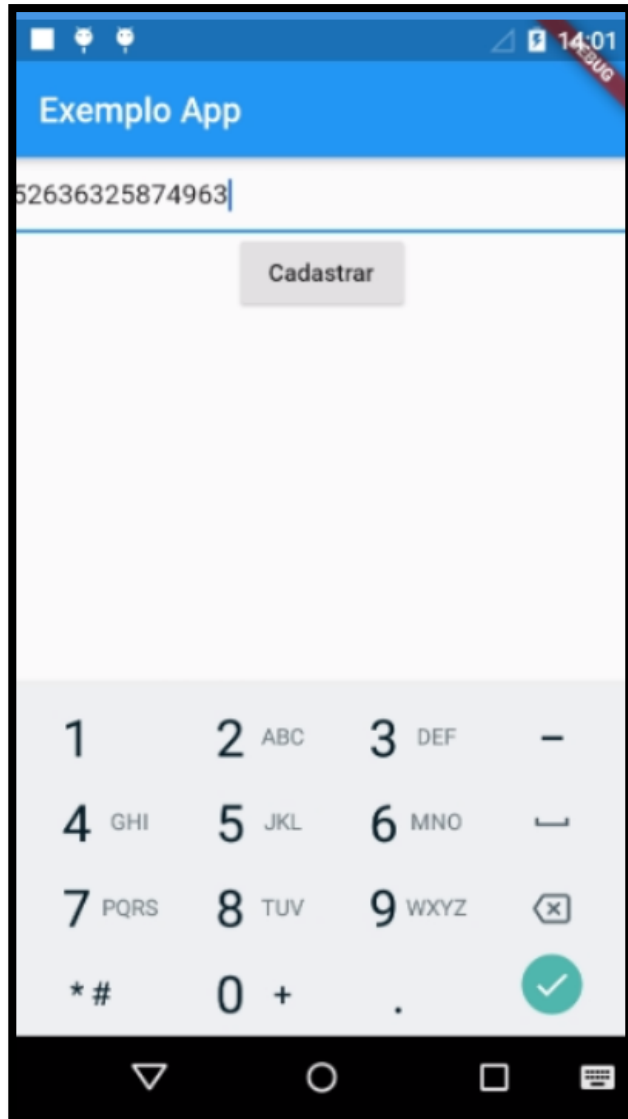 14:01
DEBUG
Exemplo App
52636325874963
Cadastrar
1 2 ABC 3 DEF -
4 GHI 5 JKL 6 MNO
7 PQRS 8 TUV 9 WXYZ
* # 0 + .